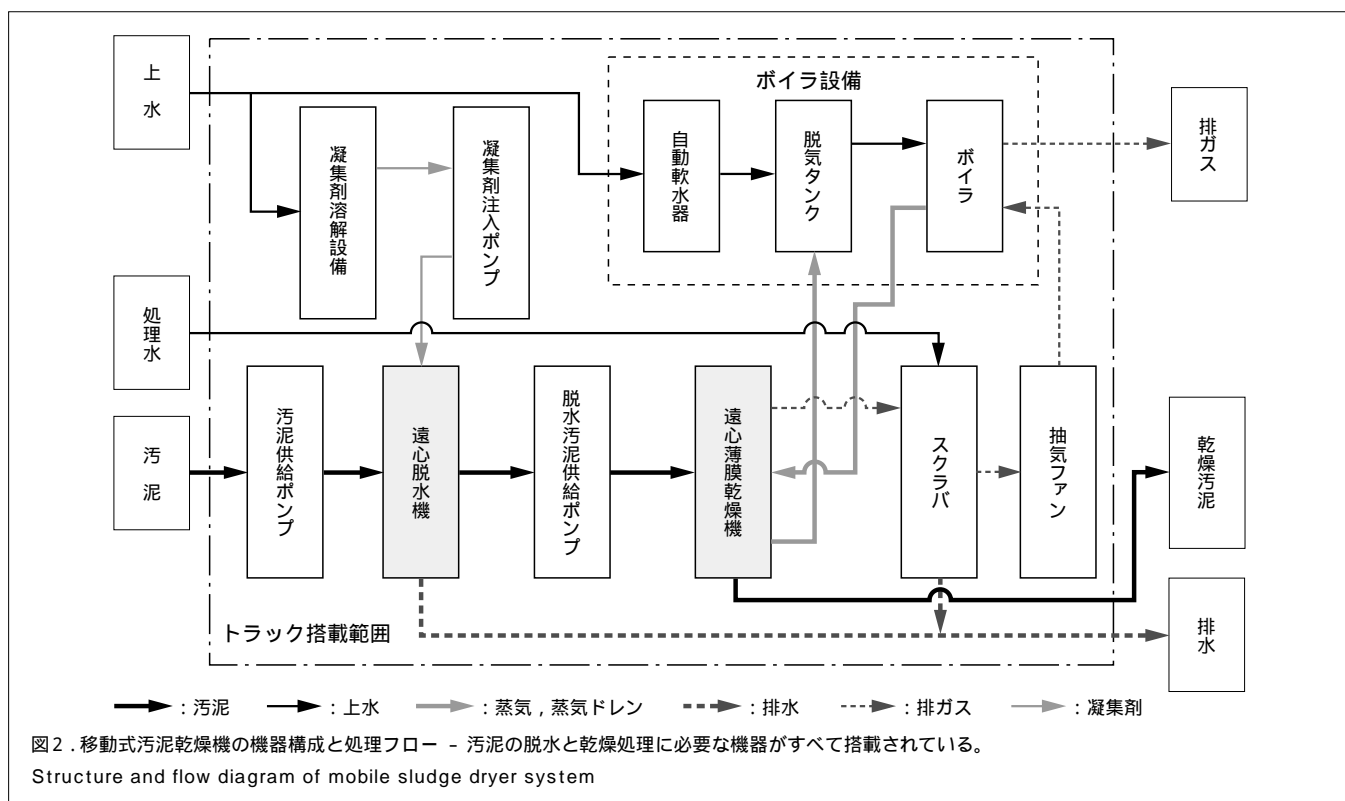 上水
ボイラ設備
凝集剤溶解設備
凝集剤注入ポンプ
自動軟水器
脱気タンク
ボイラ
排ガス
処理水
汚泥
汚泥供給ポンプ
遠心脱水機
脱水汚泥供給ポンプ
遠心薄膜乾燥機
スクラバ
抽気ファン
乾燥汚泥
排水
トラック搭載範囲
：汚泥 ：上水 ：蒸気，蒸気ドレン ：排水 ：排ガス ：凝集剤
図2．移動式汚泥乾燥機の機器構成と処理フロー － 汚泥の脱水と乾燥処理に必要な機器がすべて搭載されている。
Structure and flow diagram of mobile sludge dryer system